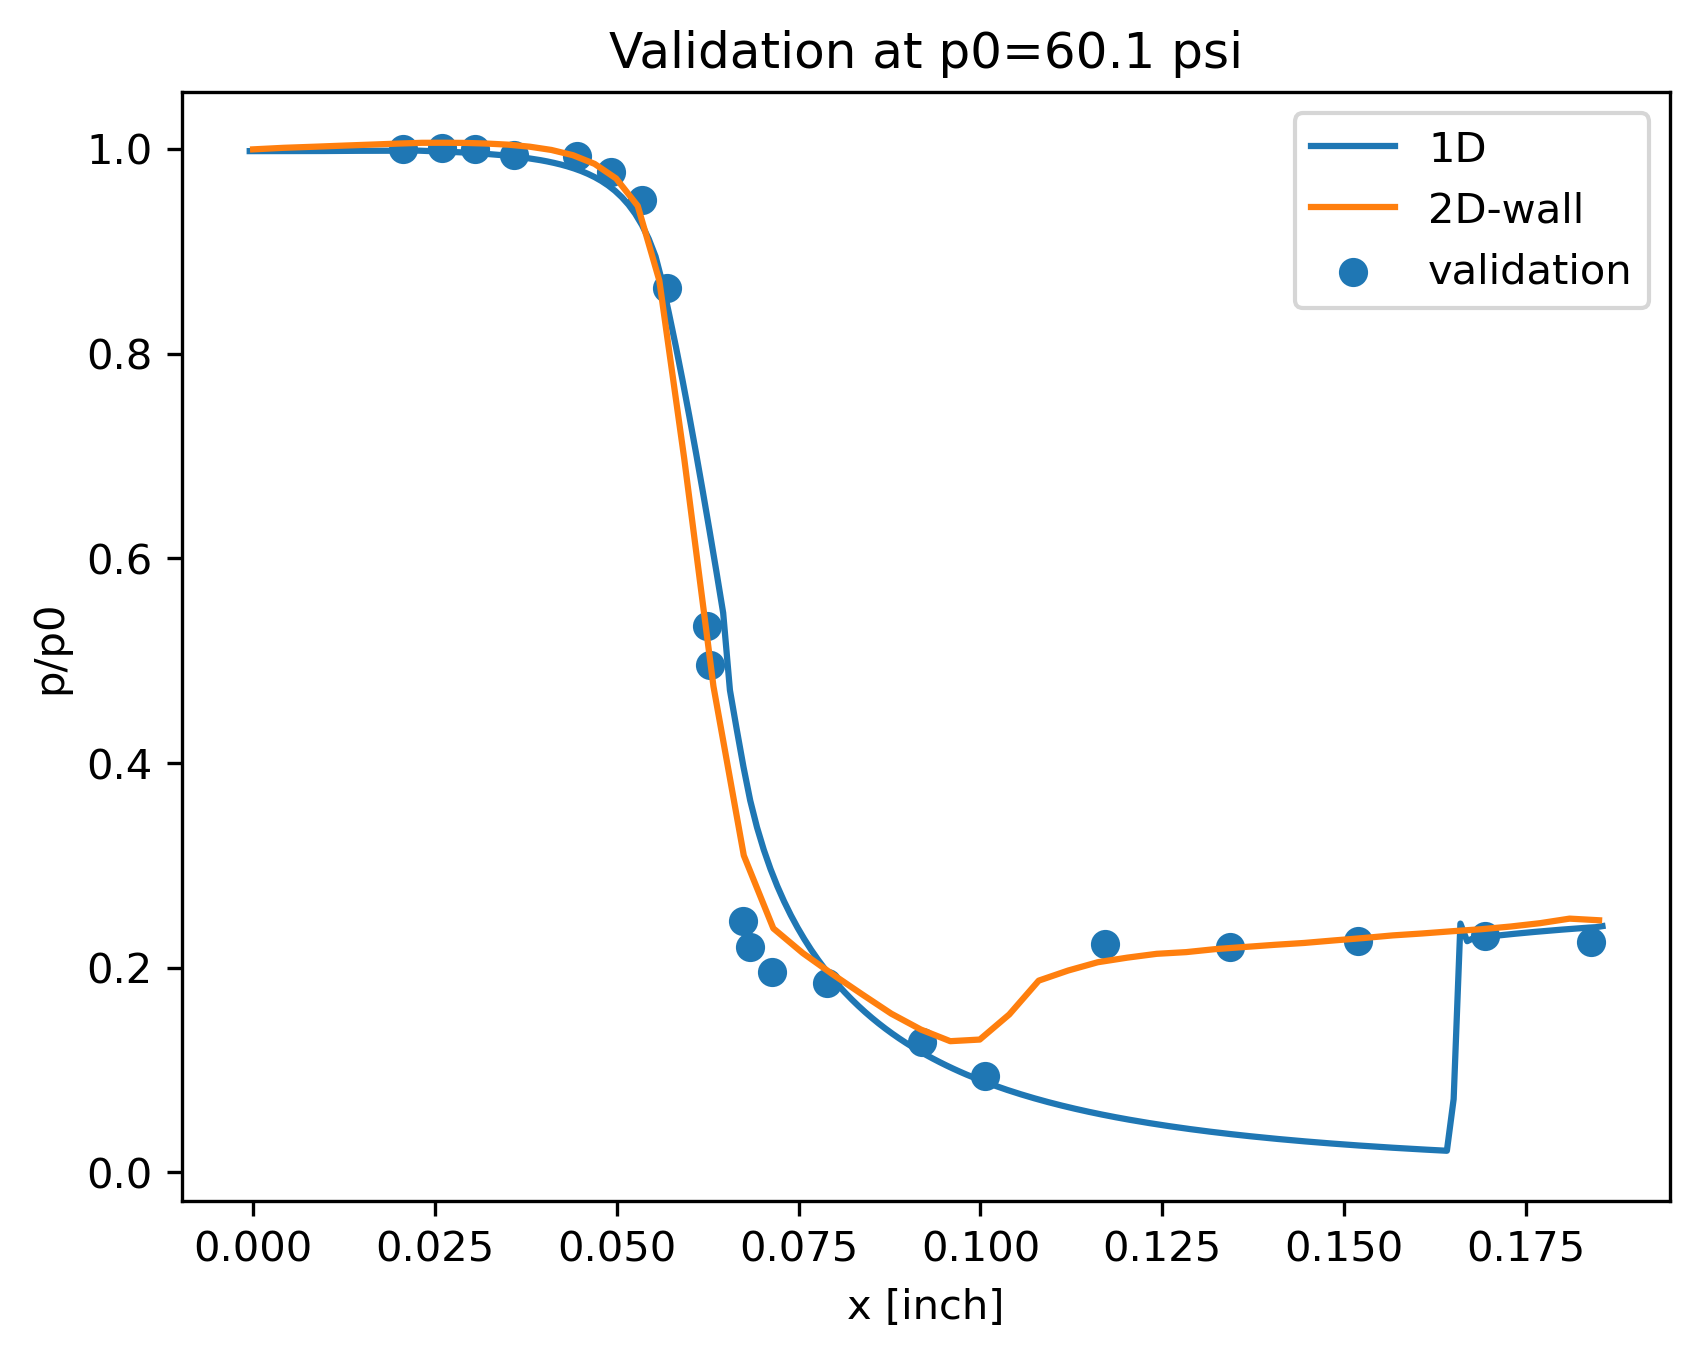 Validation at p0=60.1 psi
1D
2D-wall
validation
1.0
0.8
0.6
0.4
0.2
0.0
p/p0
0.000 0.025 0.050 0.075 0.100 0.125 0.150 0.175
x [inch]